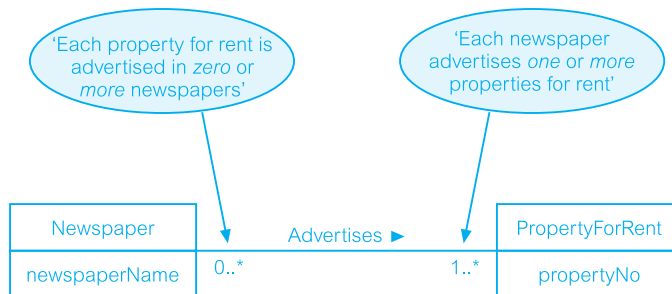 ‘Each property for rent is
advertised in zero or
more newspapers’
‘Each newspaper
advertises one or more
properties for rent’
Newspaper
Advertises ►
PropertyForRent
newspaperName
0..*
1..*
propertyNo